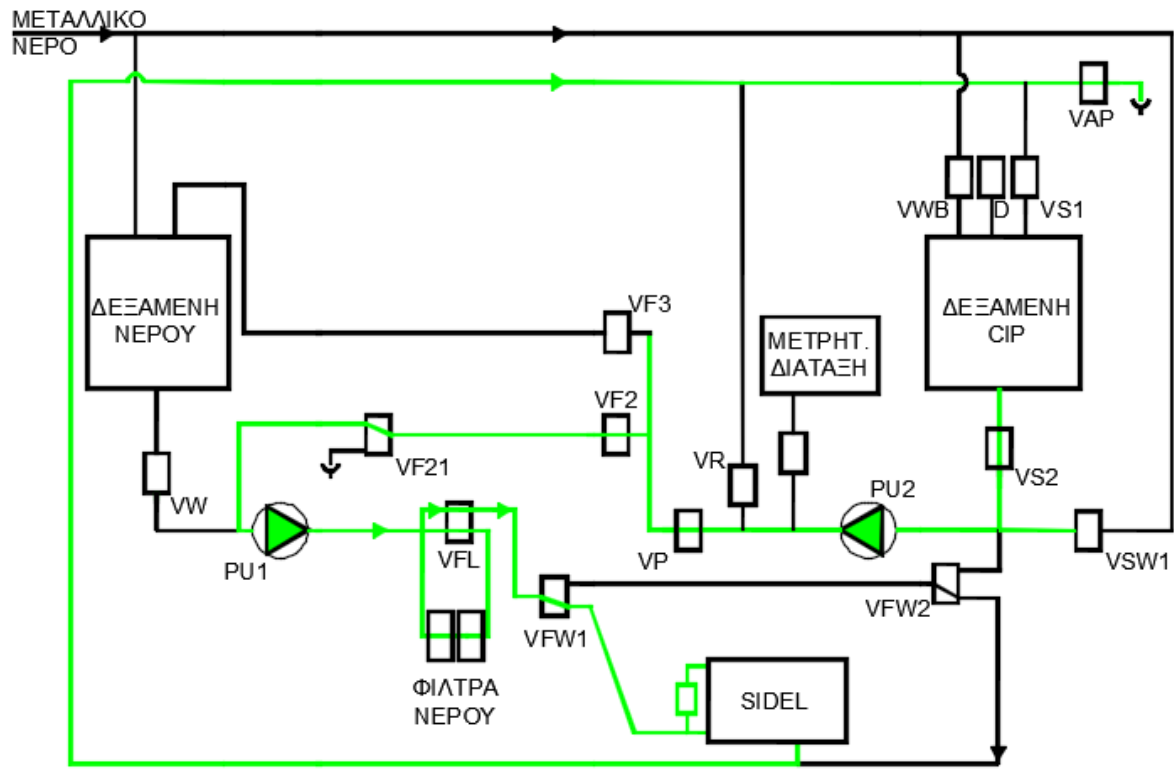 ΜΕΤΑΛΛΙΚΟ
ΝΕΡΟ
VAP
VWB
D
VS1
ΔΕΞΑΜΕΝΗ
ΝΕΡΟΥ
VF3
ΜΕΤΡΗΤ.
ΔΙΑΤΑΞΗ
ΔΕΞΑΜΕΝΗ
CIP
VF2
VF21
VW
VR
PU2
VS2
PU1
VFL
VP
VSW1
VFW1
VFW2
ΦΙΛΤΡΑ
ΝΕΡΟΥ
SIDEL